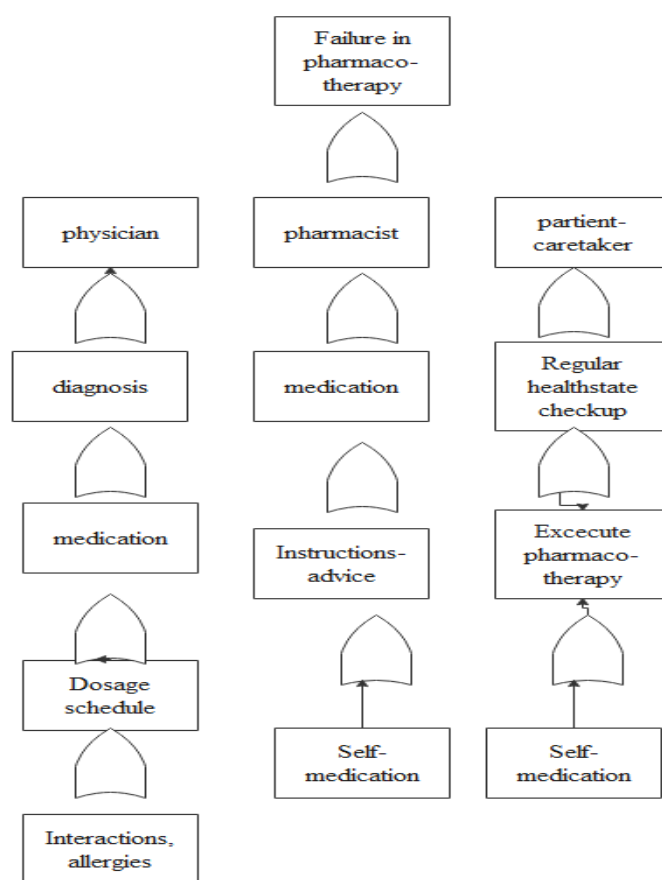 Failure in
pharmaco-
therapy
physician
pharmacist
partient-
caretaker
diagnosis
medication
Regular
healthstate
checkup
medication
Instructions-
advice
Excecute
pharmaco-
therapy
Dosage
schedule
Self-
medication
Self-
medication
Interactions,
allergies